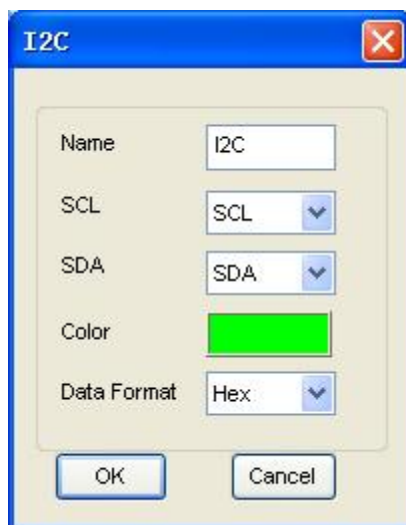 I2C
Name I2C
SCL SCL
SDA SDA
Color
Data Format Hex
OK Cancel